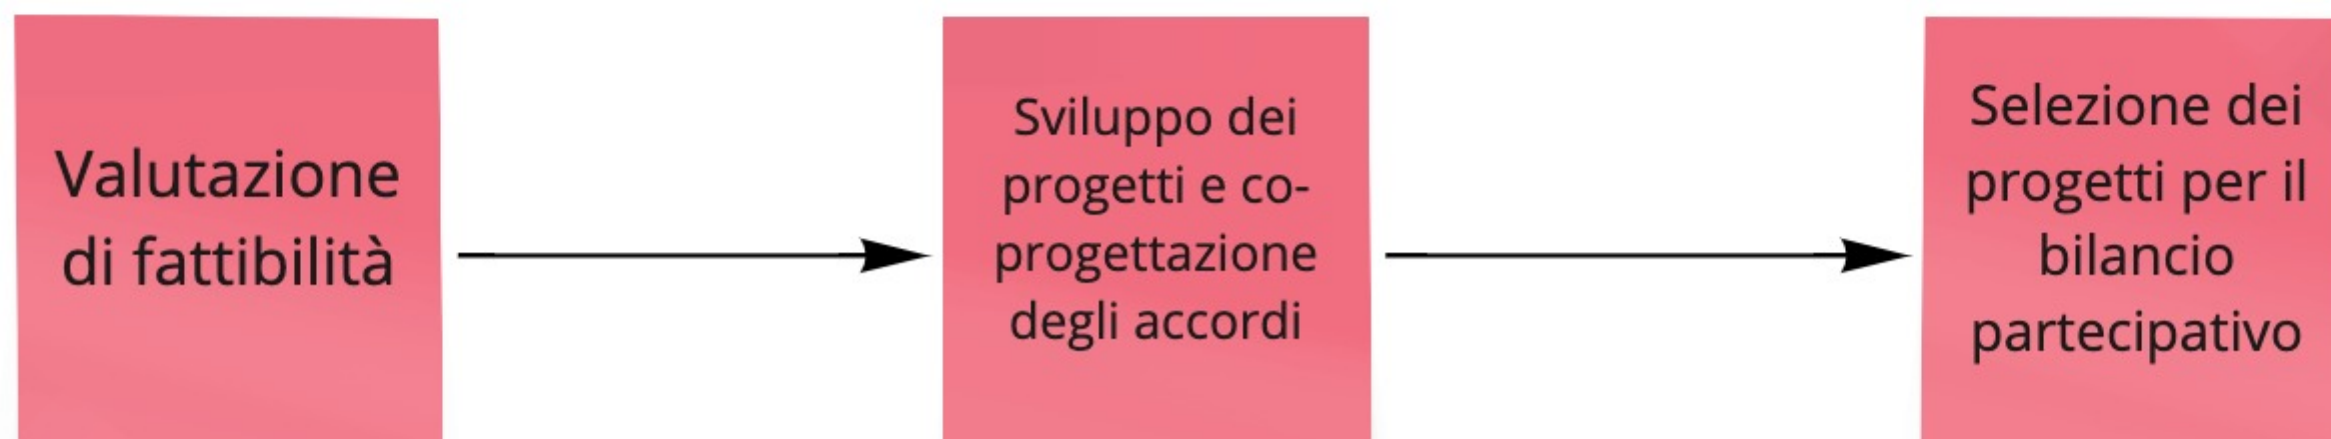 Valutazione
di fattibilità
Sviluppo dei
progetti e co-
progettazione
degli accordi
Selezione dei
progetti per il
bilancio
partecipativo